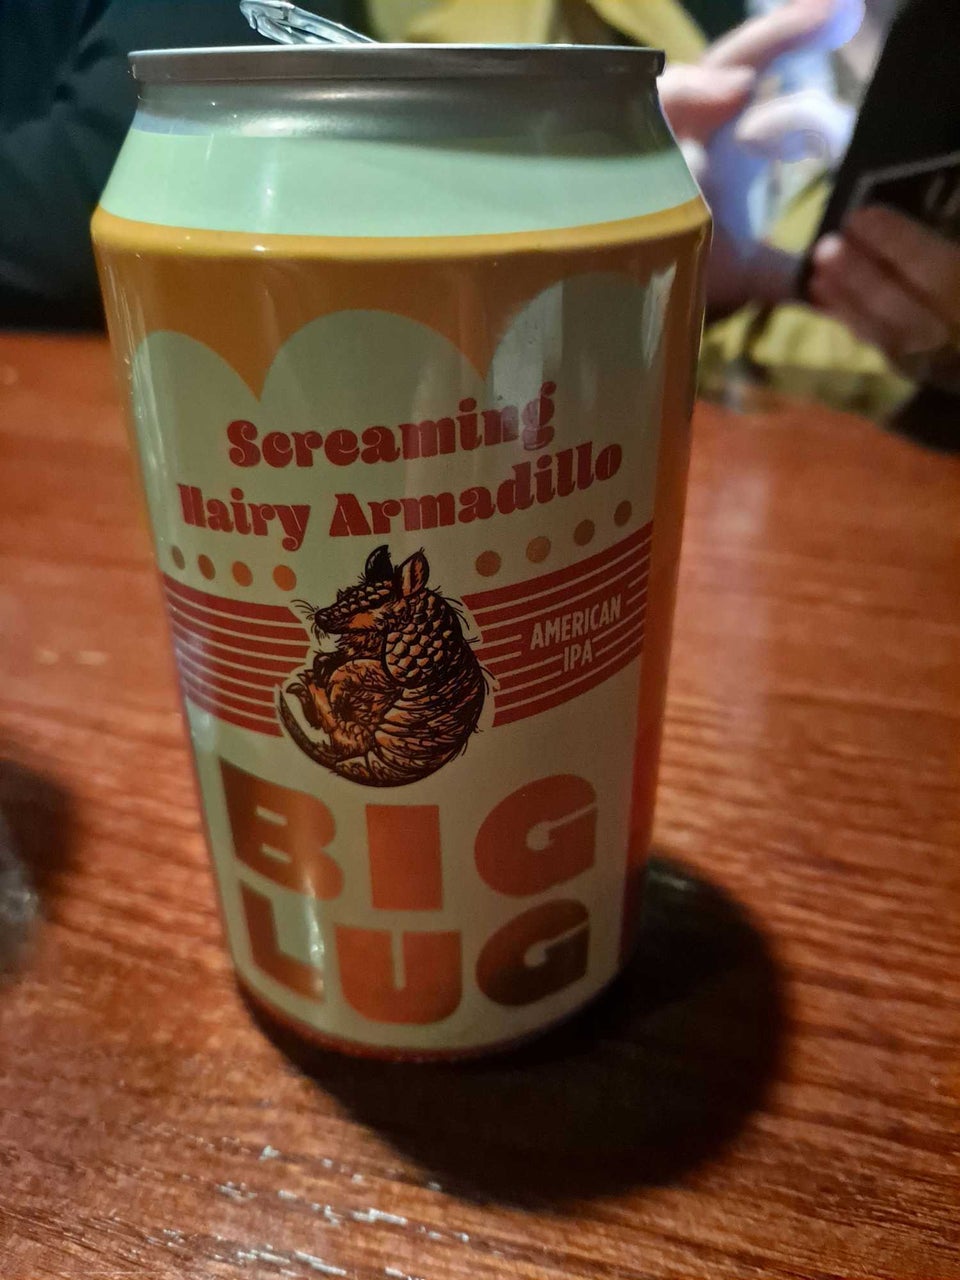 Screaming
Hairy Armadillo
AMERICAN
IPA
BIG
LUG